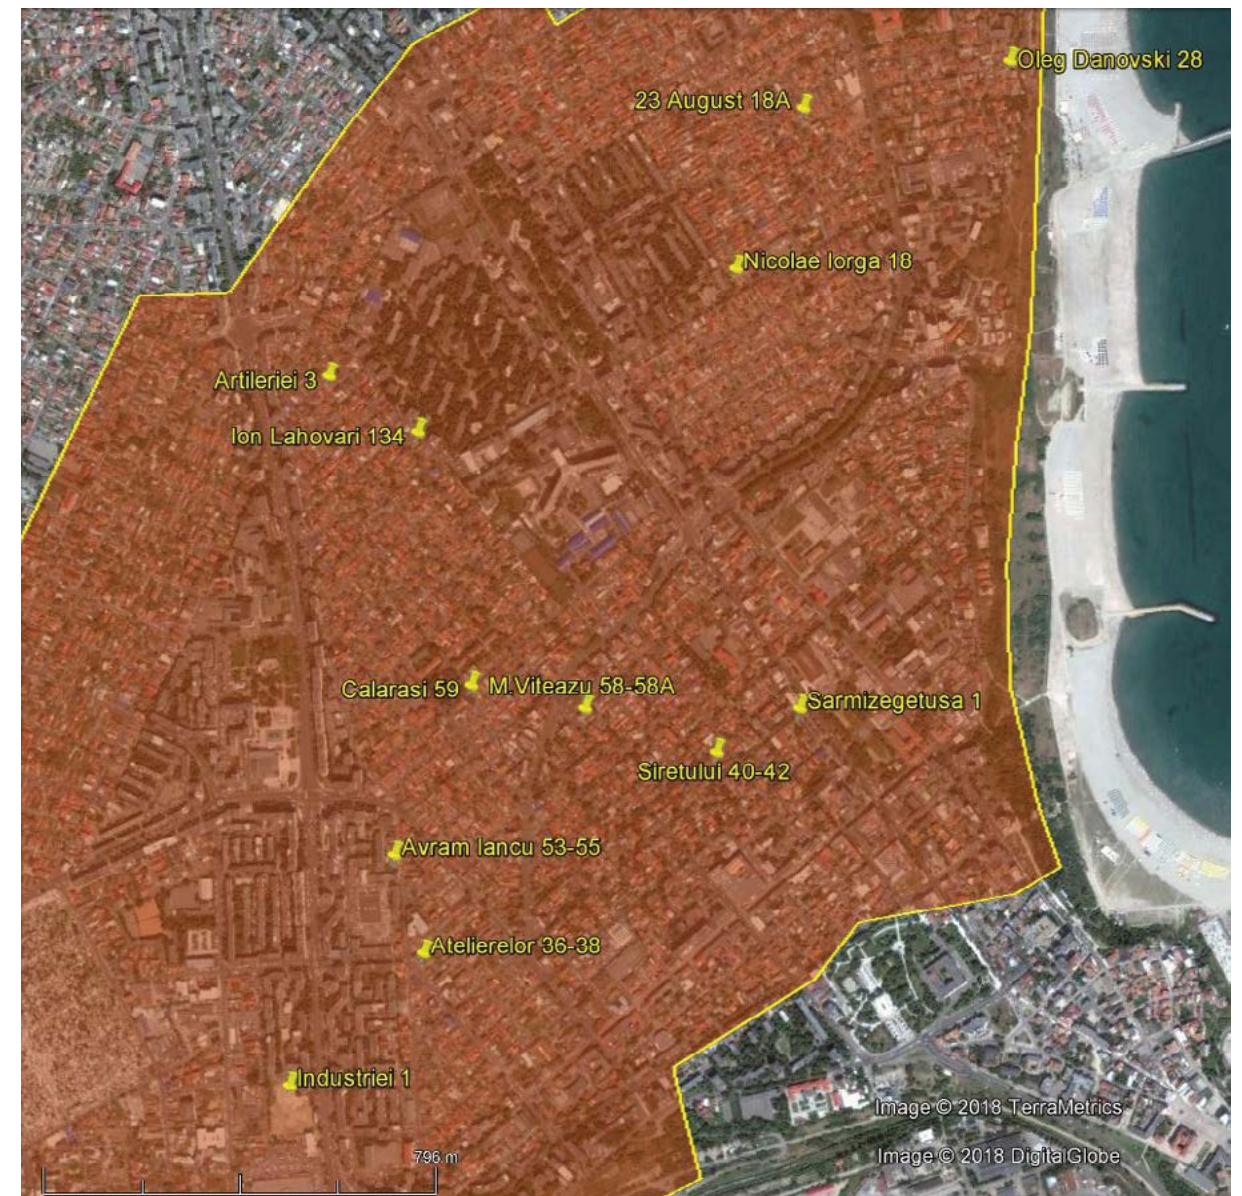 Oleg Danovski 28
23 August 18A
Nicolae Iorga 18
Artileriei 3
Ion Lahovari 134
Calarasi 59
M.Viteazu 58-58A
Sarmizegetusa 1
Siretului 40-42
Avram Iancu 53-55
Atelierelor 36-38
Industriei 1
Image © 2018 TerraMetrics
796 m
Image © 2018 DigitalGlobe